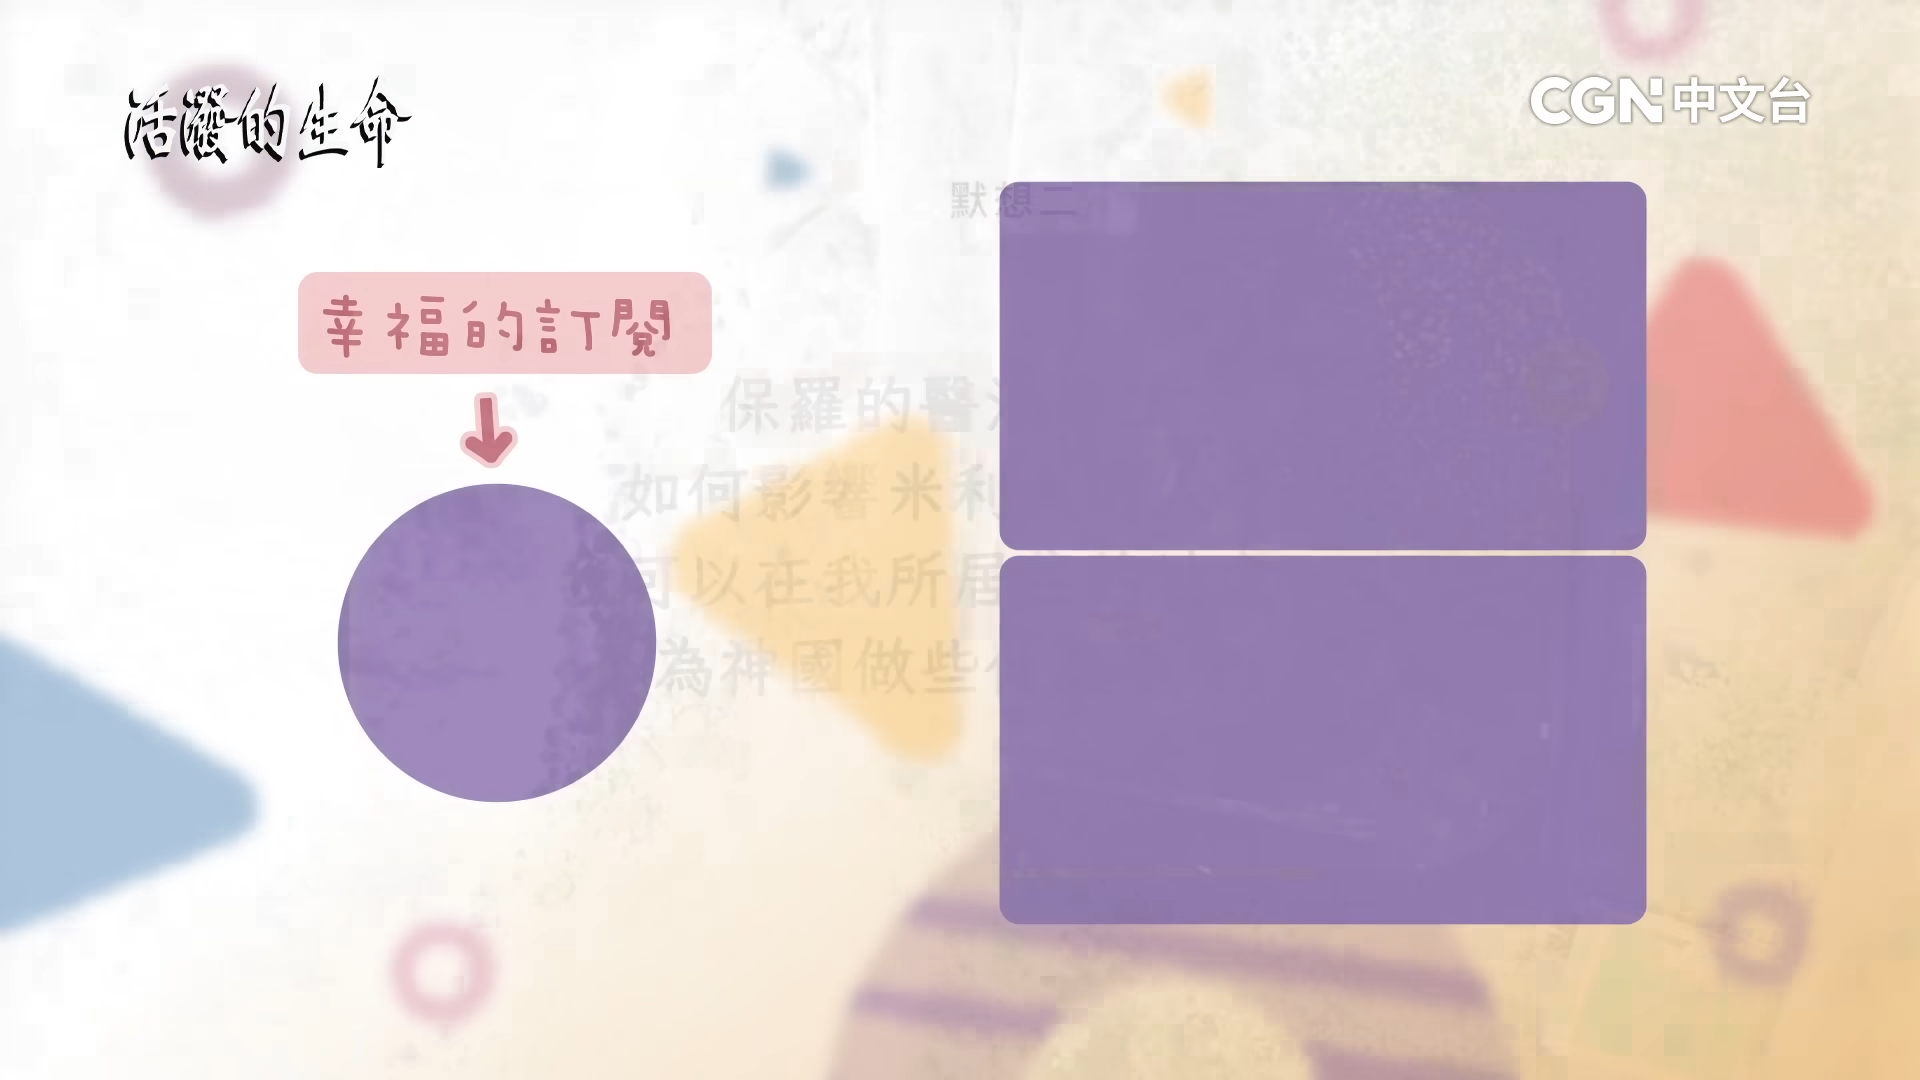 活潑的生命
CGN中文台
默想二
幸福的訂閱
保羅的醫治
如何影響米利
可以在我所居
為神國做些什